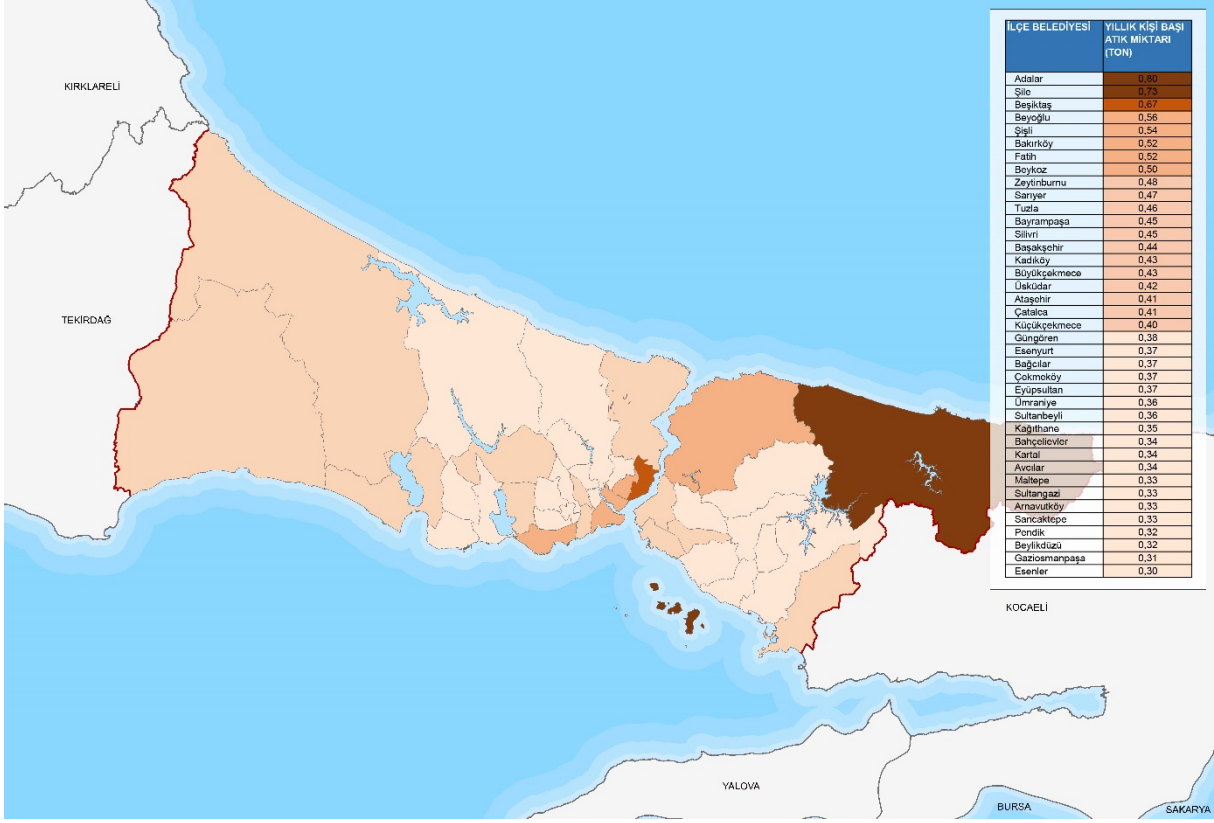 KIRKLARELİ
TEKİRDAĞ
İLÇE BELEDİYESİ YILLIK KİŞİ BAŞI
ATIK MİKTARI
(TON)
Adalar 0,80
Şile 0,73
Beşiktaş 0,67
Beyoğlu 0,56
Şişli 0,54
Bakırköy 0,52
Fatih 0,52
Beykoz 0,50
Zeytinburnu 0,48
Sarıyer 0,47
Tuzla 0,46
Bayrampaşa 0,45
Silivri 0,45
Başakşehir 0,44
Kadıköy 0,43
Büyükçekmece 0,43
Üsküdar 0,42
Ataşehir 0,41
Çatalca 0,41
Küçükçekmece 0,40
Güngören 0,38
Esenyurt 0,37
Bağcılar 0,37
Çekmeköy 0,37
Eyüpsultan 0,37
Ümraniye 0,36
Sultanbeyli 0,36
Kağıthane 0,35
Bahçelievler 0,34
Kartal 0,34
Avcılar 0,34
Maltepe 0,33
Sultangazi 0,33
Arnavutköy 0,33
Sancaktepe 0,33
Pendik 0,32
Beylikdüzü 0,32
Gaziosmanpaşa 0,31
Esenler 0,30
KOCAELİ
YALOVA
BURSA
SAKARYA